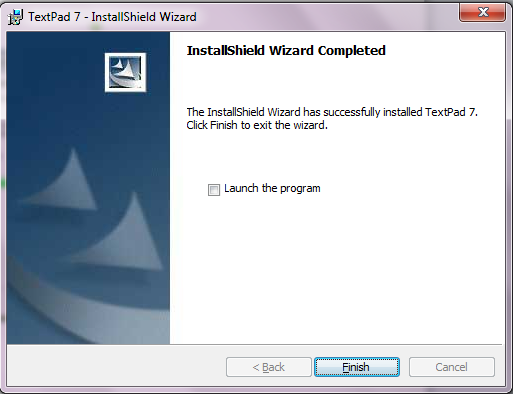 TextPad 7 - InstallShield Wizard
InstallShield Wizard Completed
The InstallShield Wizard has successfully installed TextPad 7.
Click Finish to exit the wizard.
Launch the program
< Back
Finish
Cancel